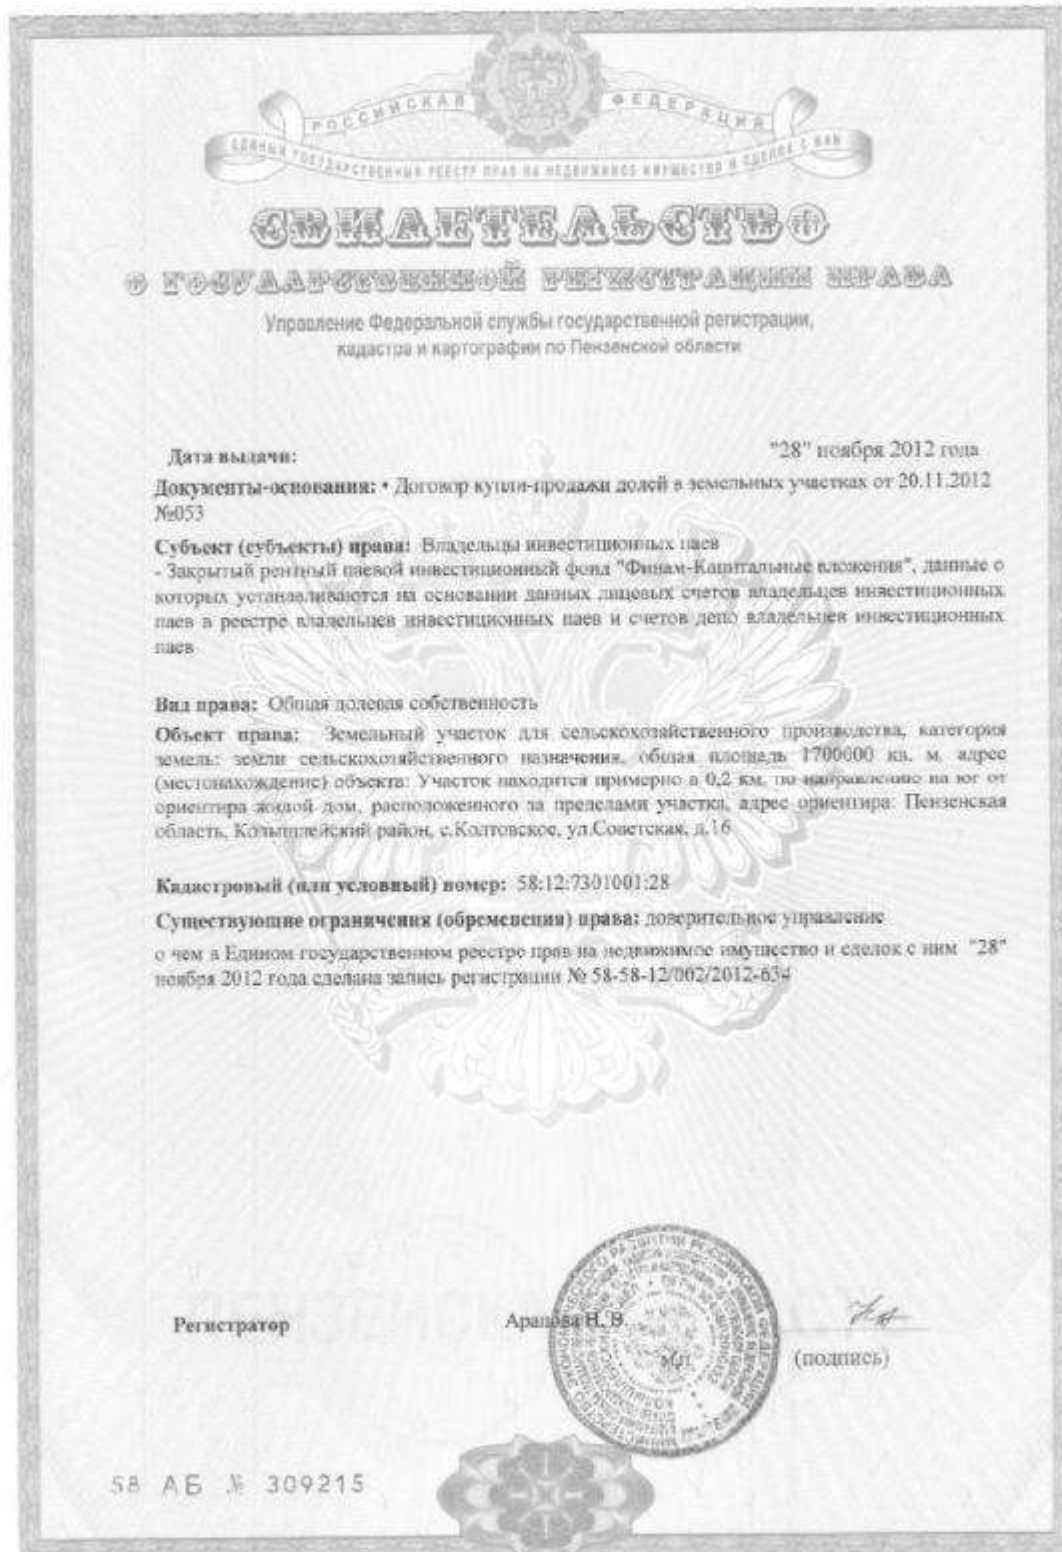 РОССИЙСКАЯ ФЕДЕРАЦИЯ
ЕДИНЫЙ ГОСУДАРСТВЕННЫЙ РЕЕСТР ПРАВ НА НЕДВИЖИМОЕ ИМУЩЕСТВО И СДЕЛОК С НИМ
СВИДЕТЕЛЬСТВО
О ГОСУДАРСТВЕННОЙ РЕГИСТРАЦИИ ПРАВА
Управление Федеральной службы государственной регистрации,
кадастра и картографии по Пензенской области
Дата выдачи: "28" ноября 2012 года
Документы-основания: • Договор купли-продажи долей в земельных участках от 20.11.2012
№053
Субъект (субъекты) права: Владельцы инвестиционных паев
- Закрытый рентный паевой инвестиционный фонд "Финам-Капитальные вложения", данные о
которых устанавливаются на основании данных лицевых счетов владельцев инвестиционных
паев в реестре владельцев инвестиционных паев и счетов депо владельцев инвестиционных
паев
Вид права: Общая долевая собственность
Объект права: Земельный участок для сельскохозяйственного производства, категория
земель: земли сельскохозяйственного назначения, общая площадь 1700000 кв. м, адрес
(местонахождение) объекта: Участок находится примерно в 0,2 км, по направлению на юг от
ориентира жилой дом, расположенного за пределами участка, адрес ориентира: Пензенская
область, Колышлейский район, с.Колтовское, ул.Советская, д.16
Кадастровый (или условный) номер: 58:12:7301001:28
Существующие ограничения (обременения) права: доверительное управление
о чем в Едином государственном реестре прав на недвижимое имущество и сделок с ним "28"
ноября 2012 года сделана запись регистрации № 58-58-12/002/2012-634
Регистратор Арапова Н. В.
М.П. (подпись)
58 АБ № 309215